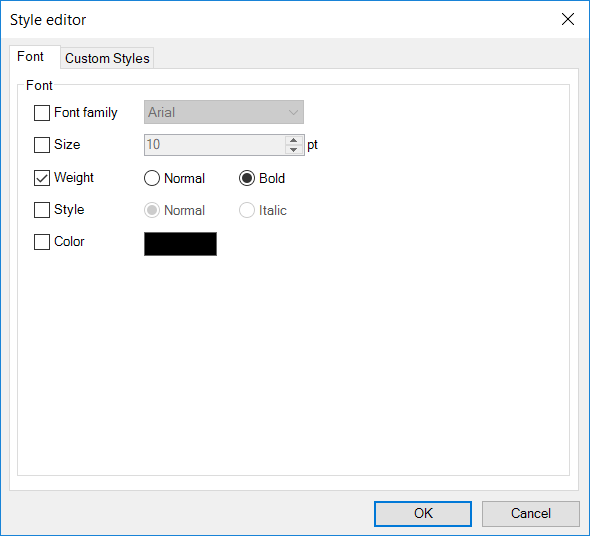 Style editor
Font Custom Styles
Font
Font family Arial
Size 10 pt
Weight Normal Bold
Style Normal Italic
Color
OK Cancel